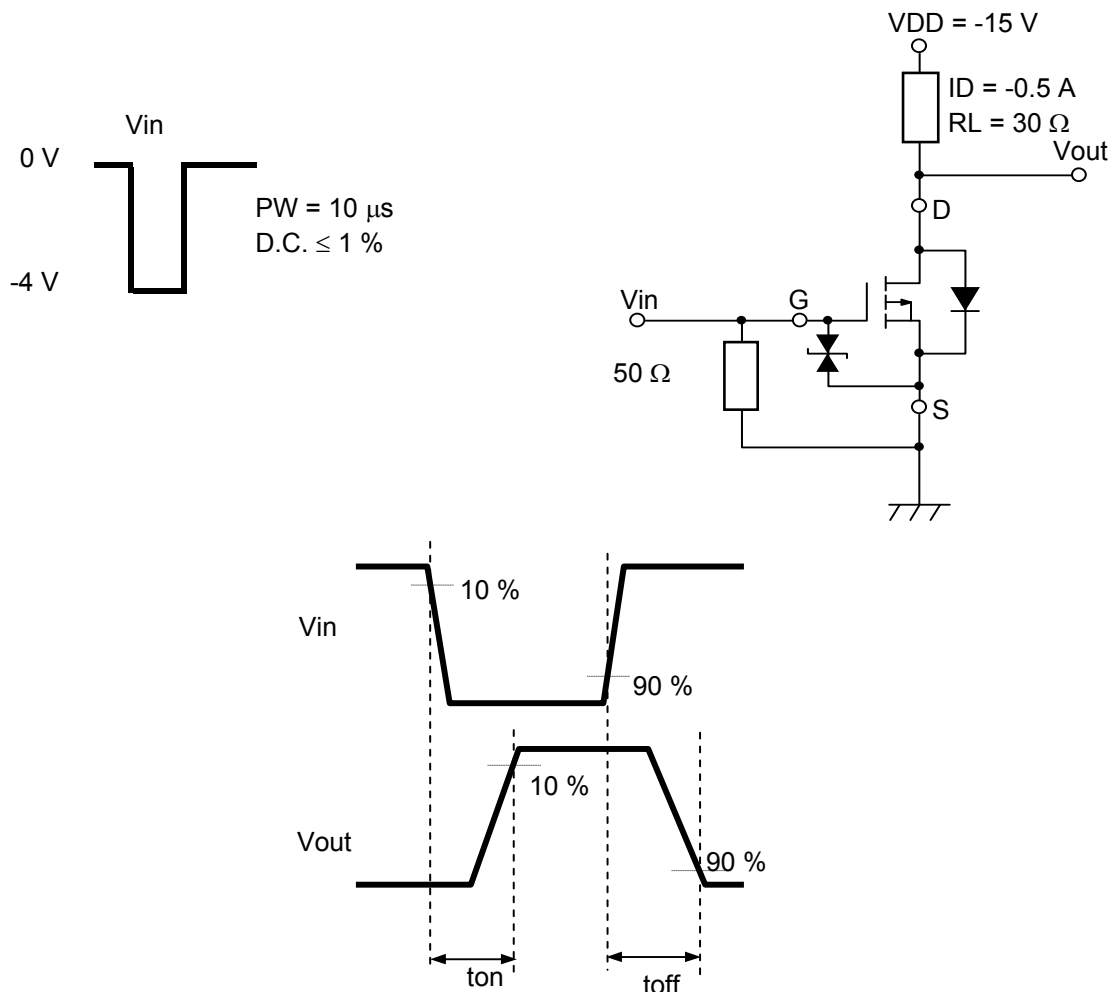 VDD = -15 V
ID = -0.5 A
RL = 30 Ω
Vout
Vin
0 V
PW = 10 μs
D.C. ≤ 1 %
-4 V
D
Vin
G
50 Ω
S
10 %
Vin
90 %
10 %
Vout
90 %
ton
toff